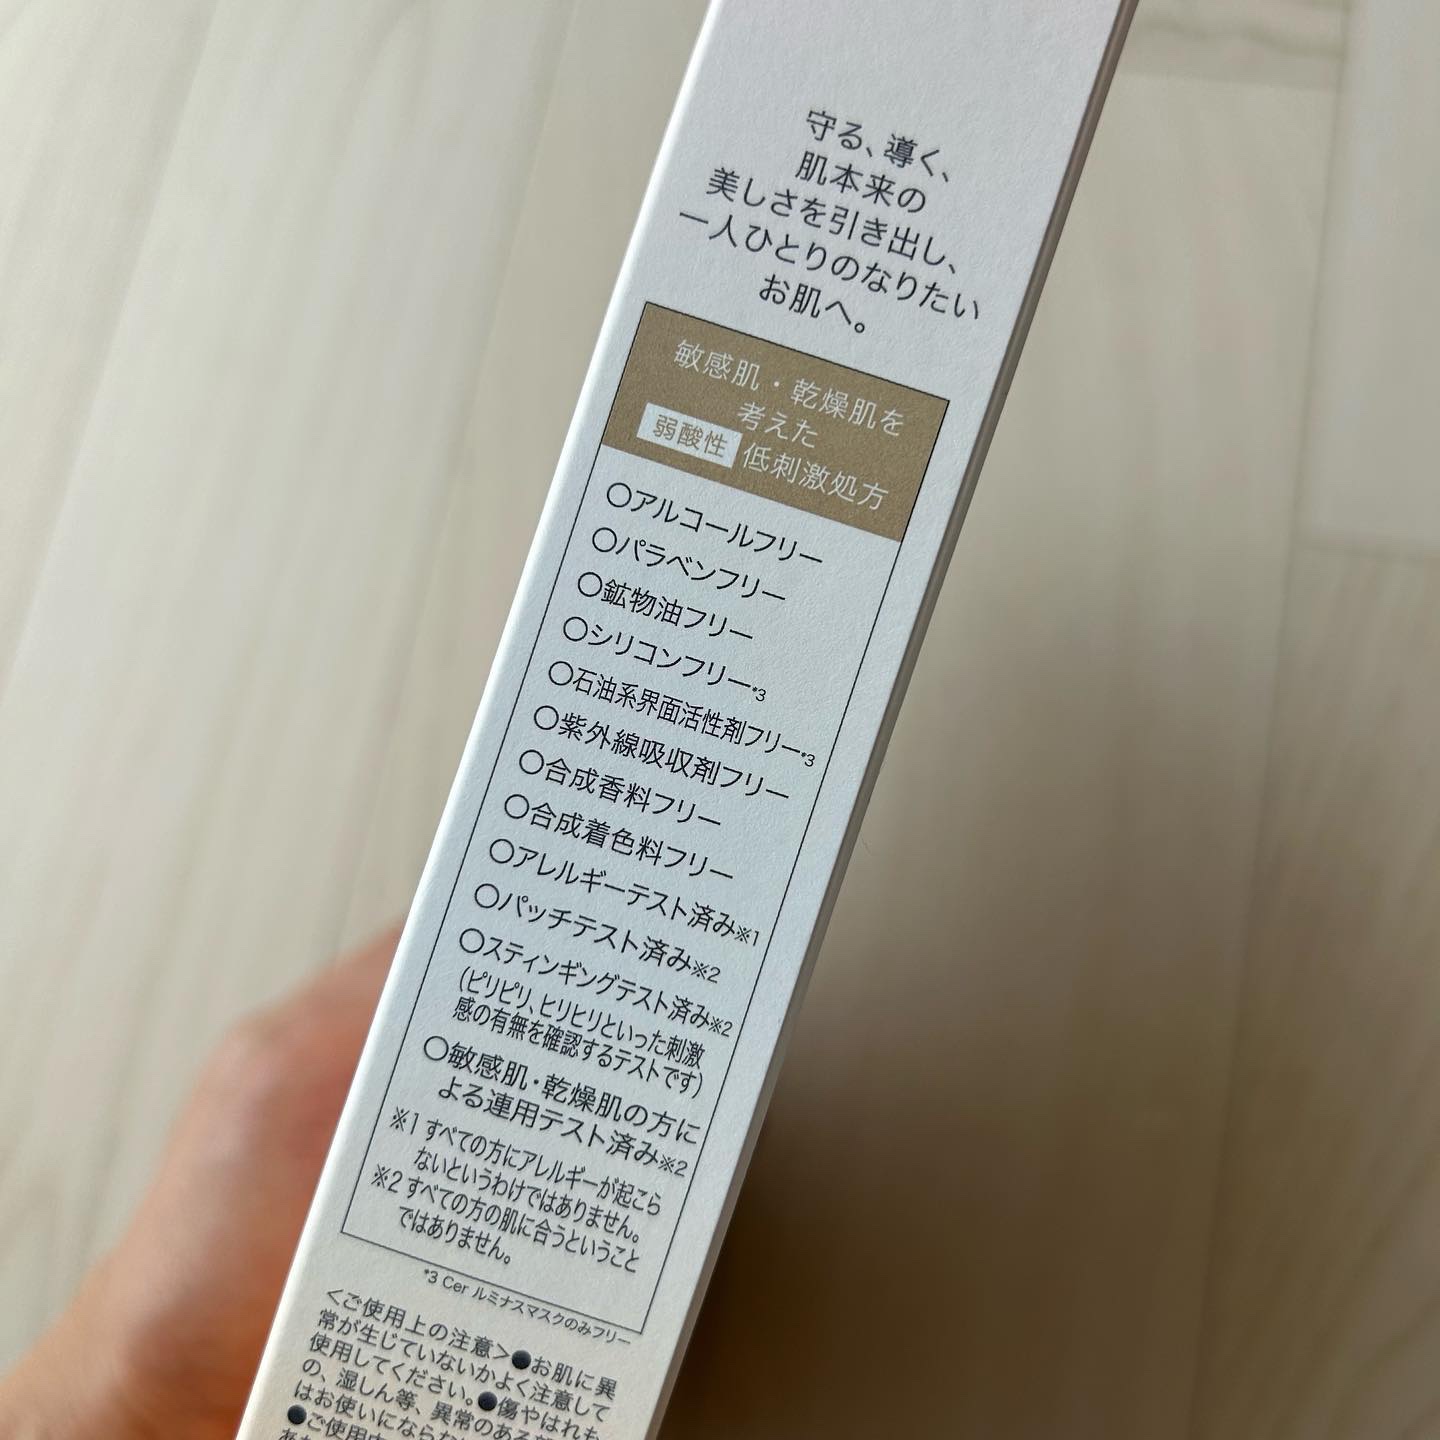 守る、導く、
肌本来の
美しさを引き出し、
一人ひとりのなりたい
お肌へ。
敏感肌・乾燥肌を
考えた
弱酸性 低刺激処方
○アルコールフリー
○パラベンフリー
○鉱物油フリー
○シリコンフリー*3
○石油系界面活性剤フリー*3
○紫外線吸収剤フリー
○合成香料フリー
○合成着色料フリー
○アレルギーテスト済み※1
○パッチテスト済み※2
○スティンギングテスト済み※2
(ピリピリ、ヒリヒリといった刺激
感の有無を確認するテストです)
○敏感肌・乾燥肌の方に
よる連用テスト済み※2
※1 すべての方にアレルギーが起こら
ないというわけではありません。
※2 すべての方の肌に合うということ
ではありません。
*3 Cer ルミナスマスクのみフリー
<ご使用上の注意>●お肌に異
常が生じていないかよく注意して
使用してください。●傷やはれも
の、湿しん等、異常のある
はお使いにならな
●ご使用中